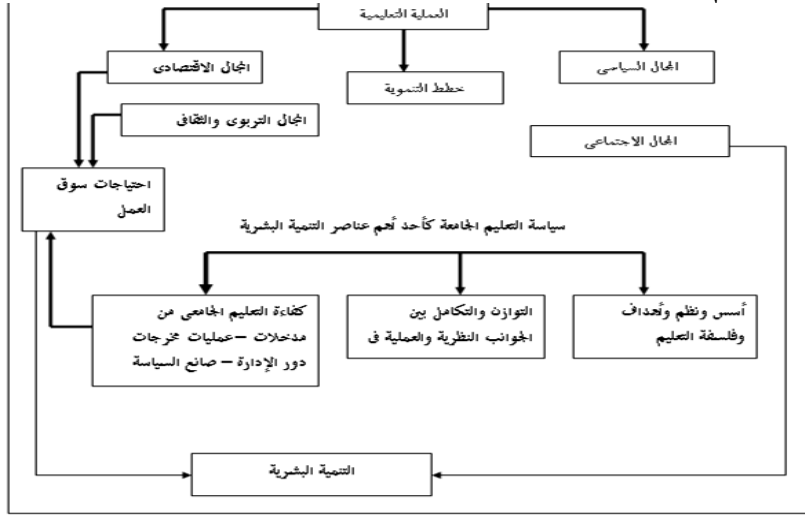 العملية التعليمية
المجال السياسى
خطط التنموية
المجال الاقتصادى
المجال التربوى والثقافى
المجال الاجتماعى
احتياجات سوق
العمل
سياسة التعليم الجامعة كأحد أهم عناصر التنمية البشرية
أسس ونظم وأهداف
وفلسفة التعليم
التوازن والتكامل بين
الجوانب النظرية والعملية فى
كفاءة التعليم الجامعى من
مدخلات – عمليات مخرجات
دور الإدارة – صانع السياسة
التنمية البشرية